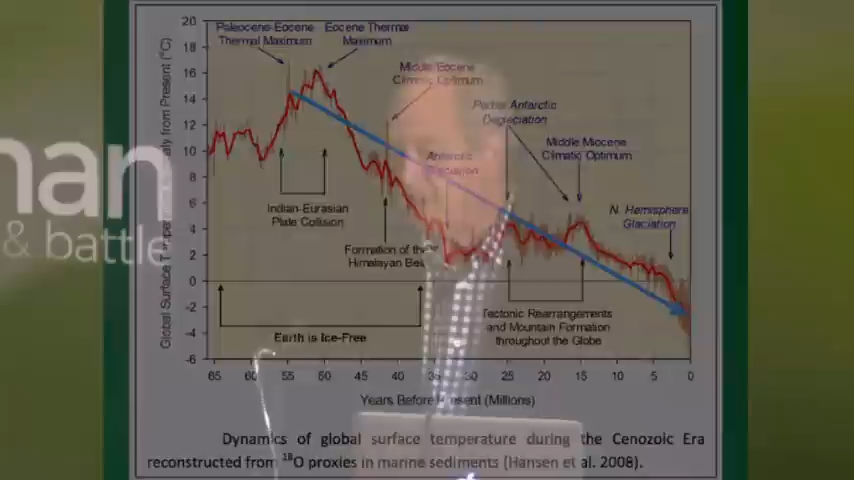 20
18
16
14
12
10
8
6
4
2
0
-2
-4
-6
Paleocene-Eocene
Thermal Maximum
Eocene Thermal
Maximum
Middle Eocene
Climatic Optimum
Partial Antarctic
Deglaciation
Middle Miocene
Climatic Optimum
Antarctic
Glaciation
N. Hemisphere
Glaciation
Indian-Eurasian
Plate Collision
Formation of the
Himalayan
Tectonic Rearrangements
and Mountain Formation
throughout the Globe
Earth is Ice-Free
Global Surface from Present (°C)
65 60 55 50 45 40 35 30 25 20 15 10 5 0
Years Before Present (Millions)
Dynamics of global surface temperature during the Cenozoic Era
reconstructed from ¹⁸O proxies in marine sediments (Hansen et al. 2008).
man
& battle